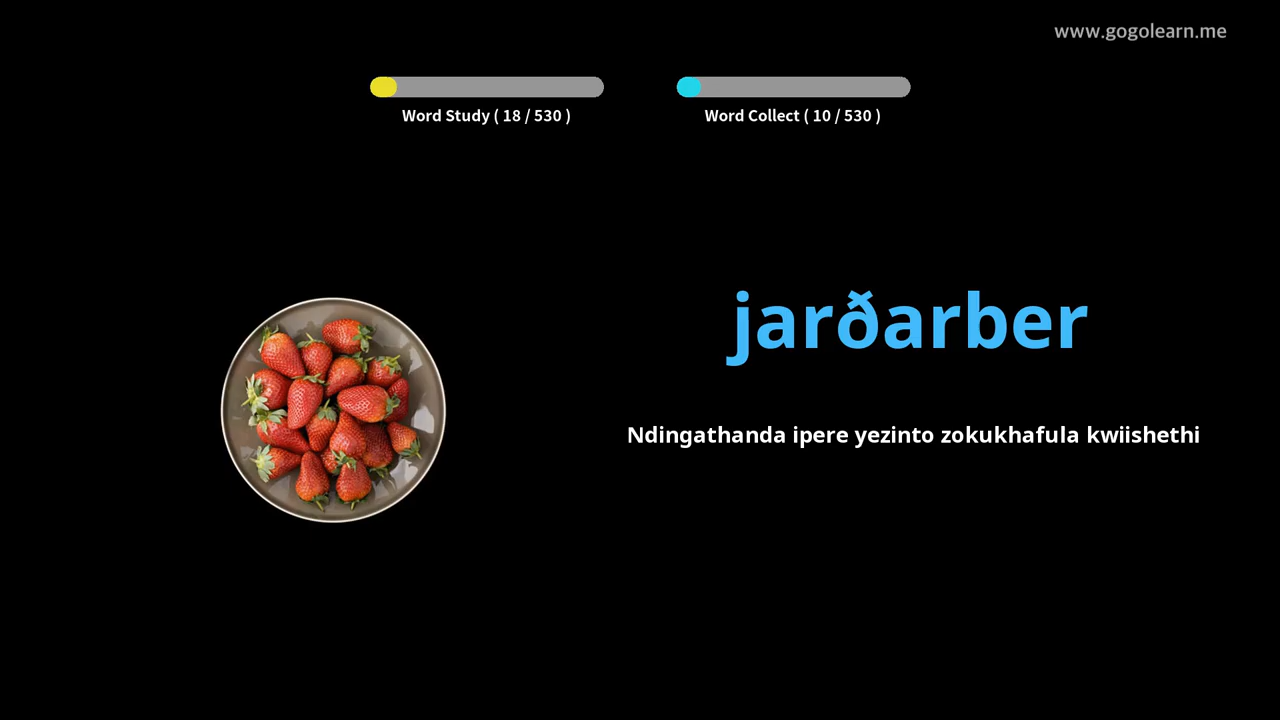 www.gogolearn.me
Word Study ( 18 / 530 )
Word Collect ( 10 / 530 )
jarðarber
Ndingathanda ipere yezinto zokukhafula kwiishethi